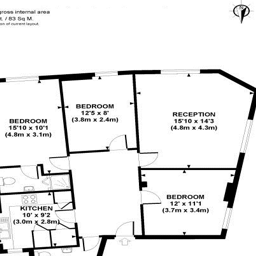 gross internal area
/ 83 Sq M.
of current layout.
BEDROOM
12'5 x 8'
(3.8m x 2.4m)
RECEPTION
15'10 x 14'3
(4.8m x 4.3m)
BEDROOM
15'10 x 10'1
(4.8m x 3.1m)
BEDROOM
12' x 11'1
(3.7m x 3.4m)
KITCHEN
10' x 9'2
(3.0m x 2.8m)